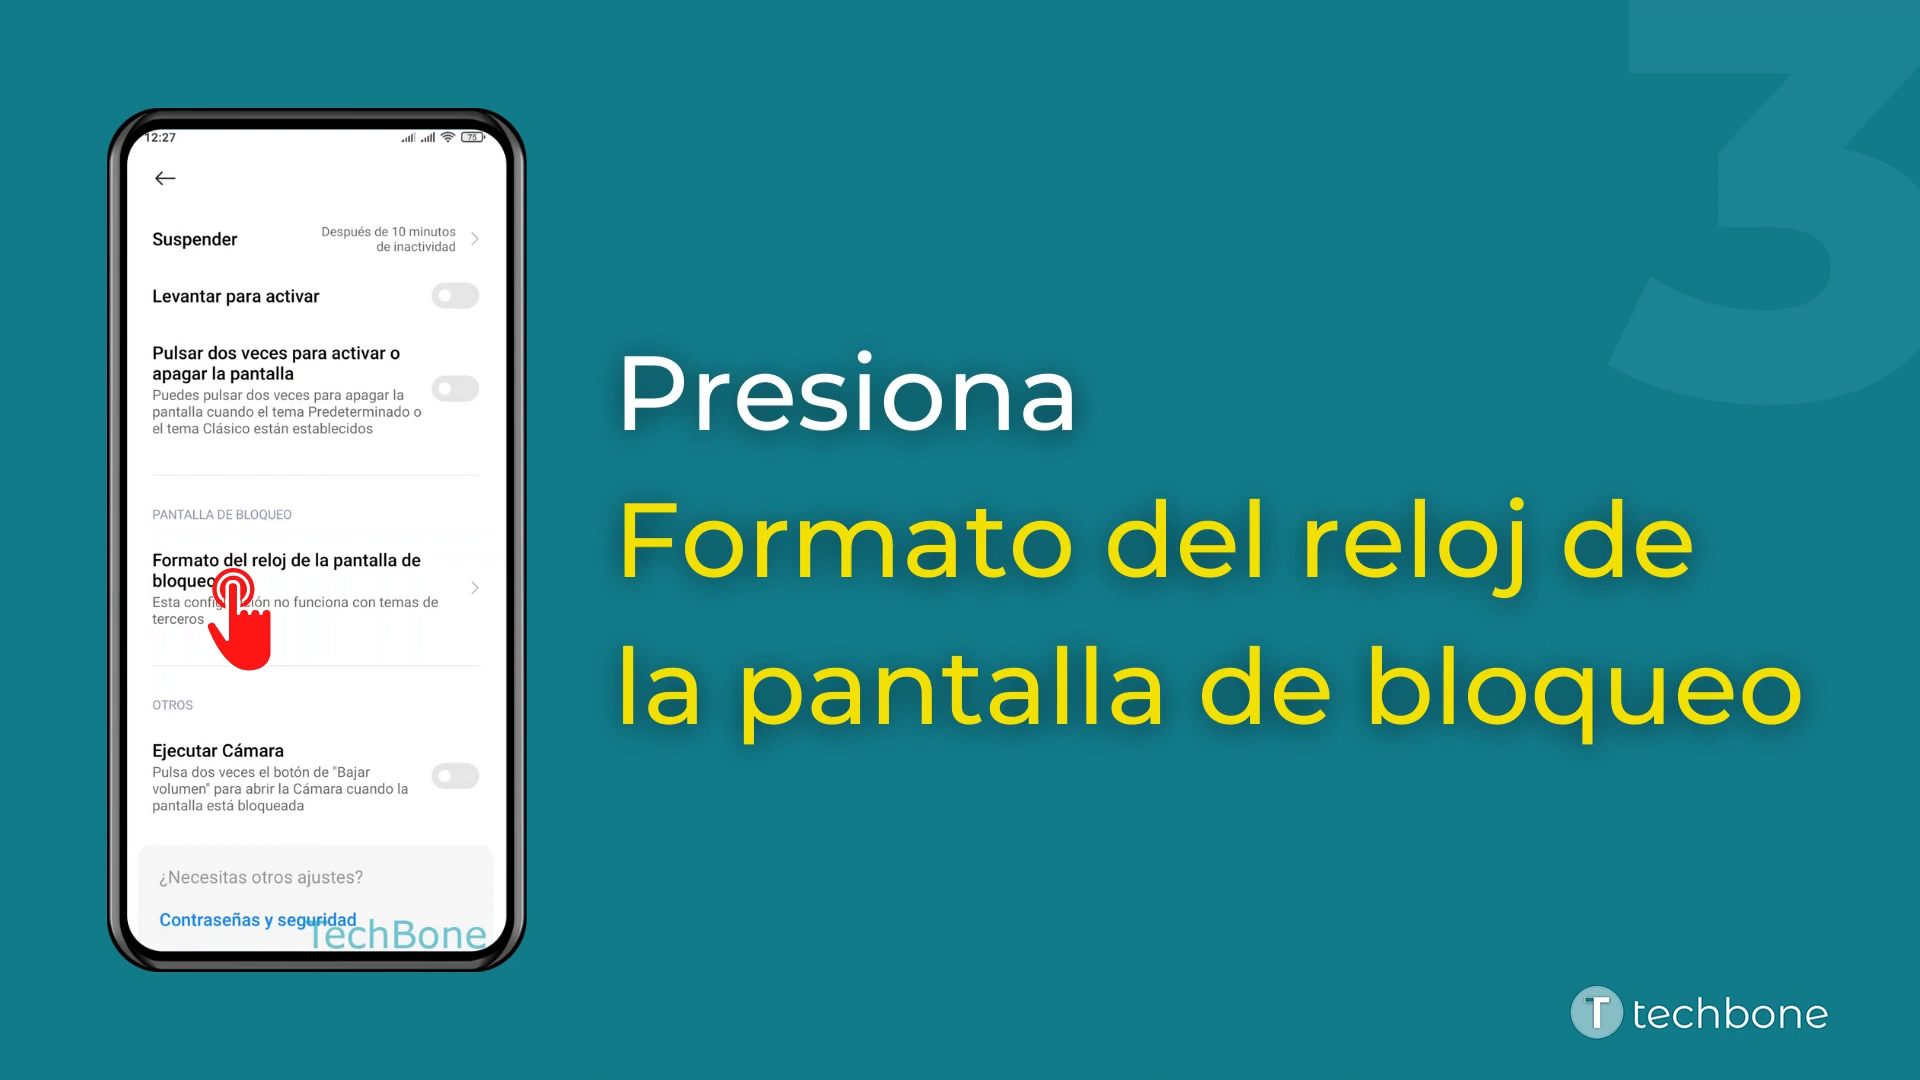 3
12:27
75
Suspender
Después de 10 minutos
de inactividad
Levantar para activar
Pulsar dos veces para activar o
apagar la pantalla
Puedes pulsar dos veces para apagar la
pantalla cuando el tema Predeterminado o
el tema Clásico están establecidos
PANTALLA DE BLOQUEO
Formato del reloj de la pantalla de
bloqueo
Esta configuración no funciona con temas de
terceros
OTROS
Ejecutar Cámara
Pulsa dos veces el botón de "Bajar
volumen" para abrir la Cámara cuando la
pantalla está bloqueada
¿Necesitas otros ajustes?
Contraseñas y seguridad
TechBone
Presiona
Formato del reloj de
la pantalla de bloqueo
T techbone